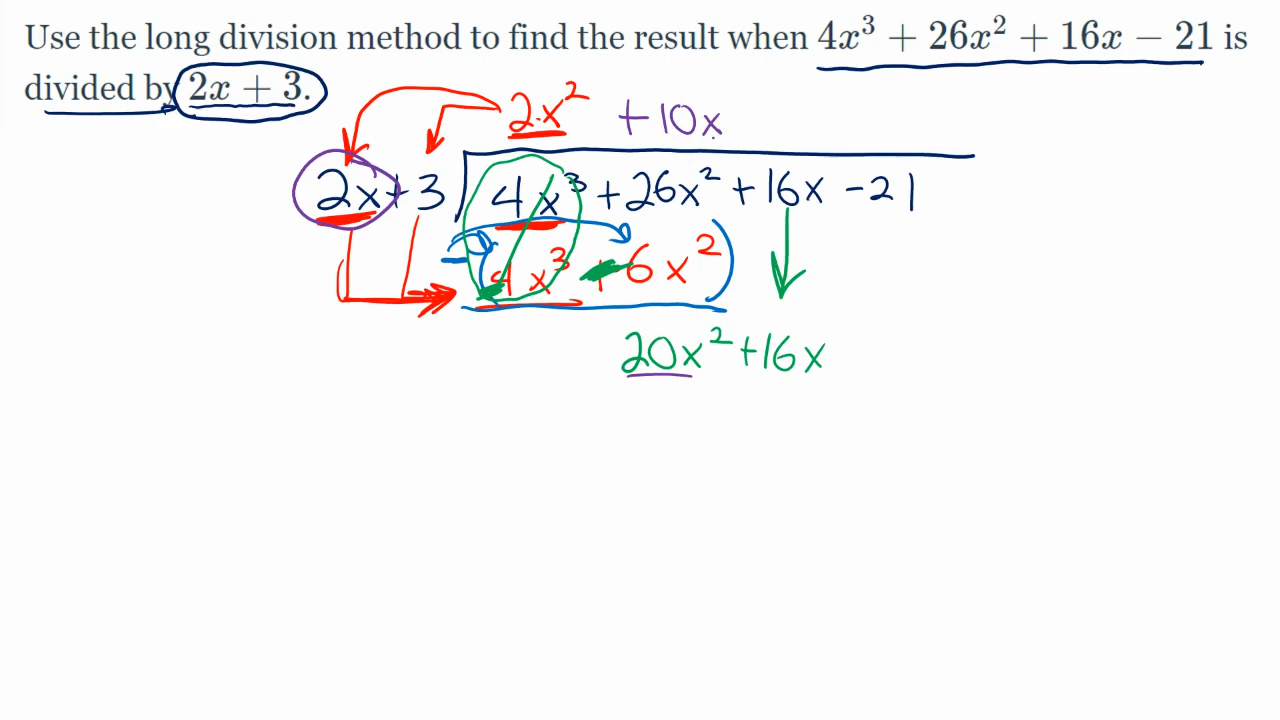 Use the long division method to find the result when 4x³ + 26x² + 16x − 21 is
divided by 2x + 3.
2x² +10x
2x+3 4x³ +26x² +16x -21
-(4x³ - 6x²)
20x² +16x